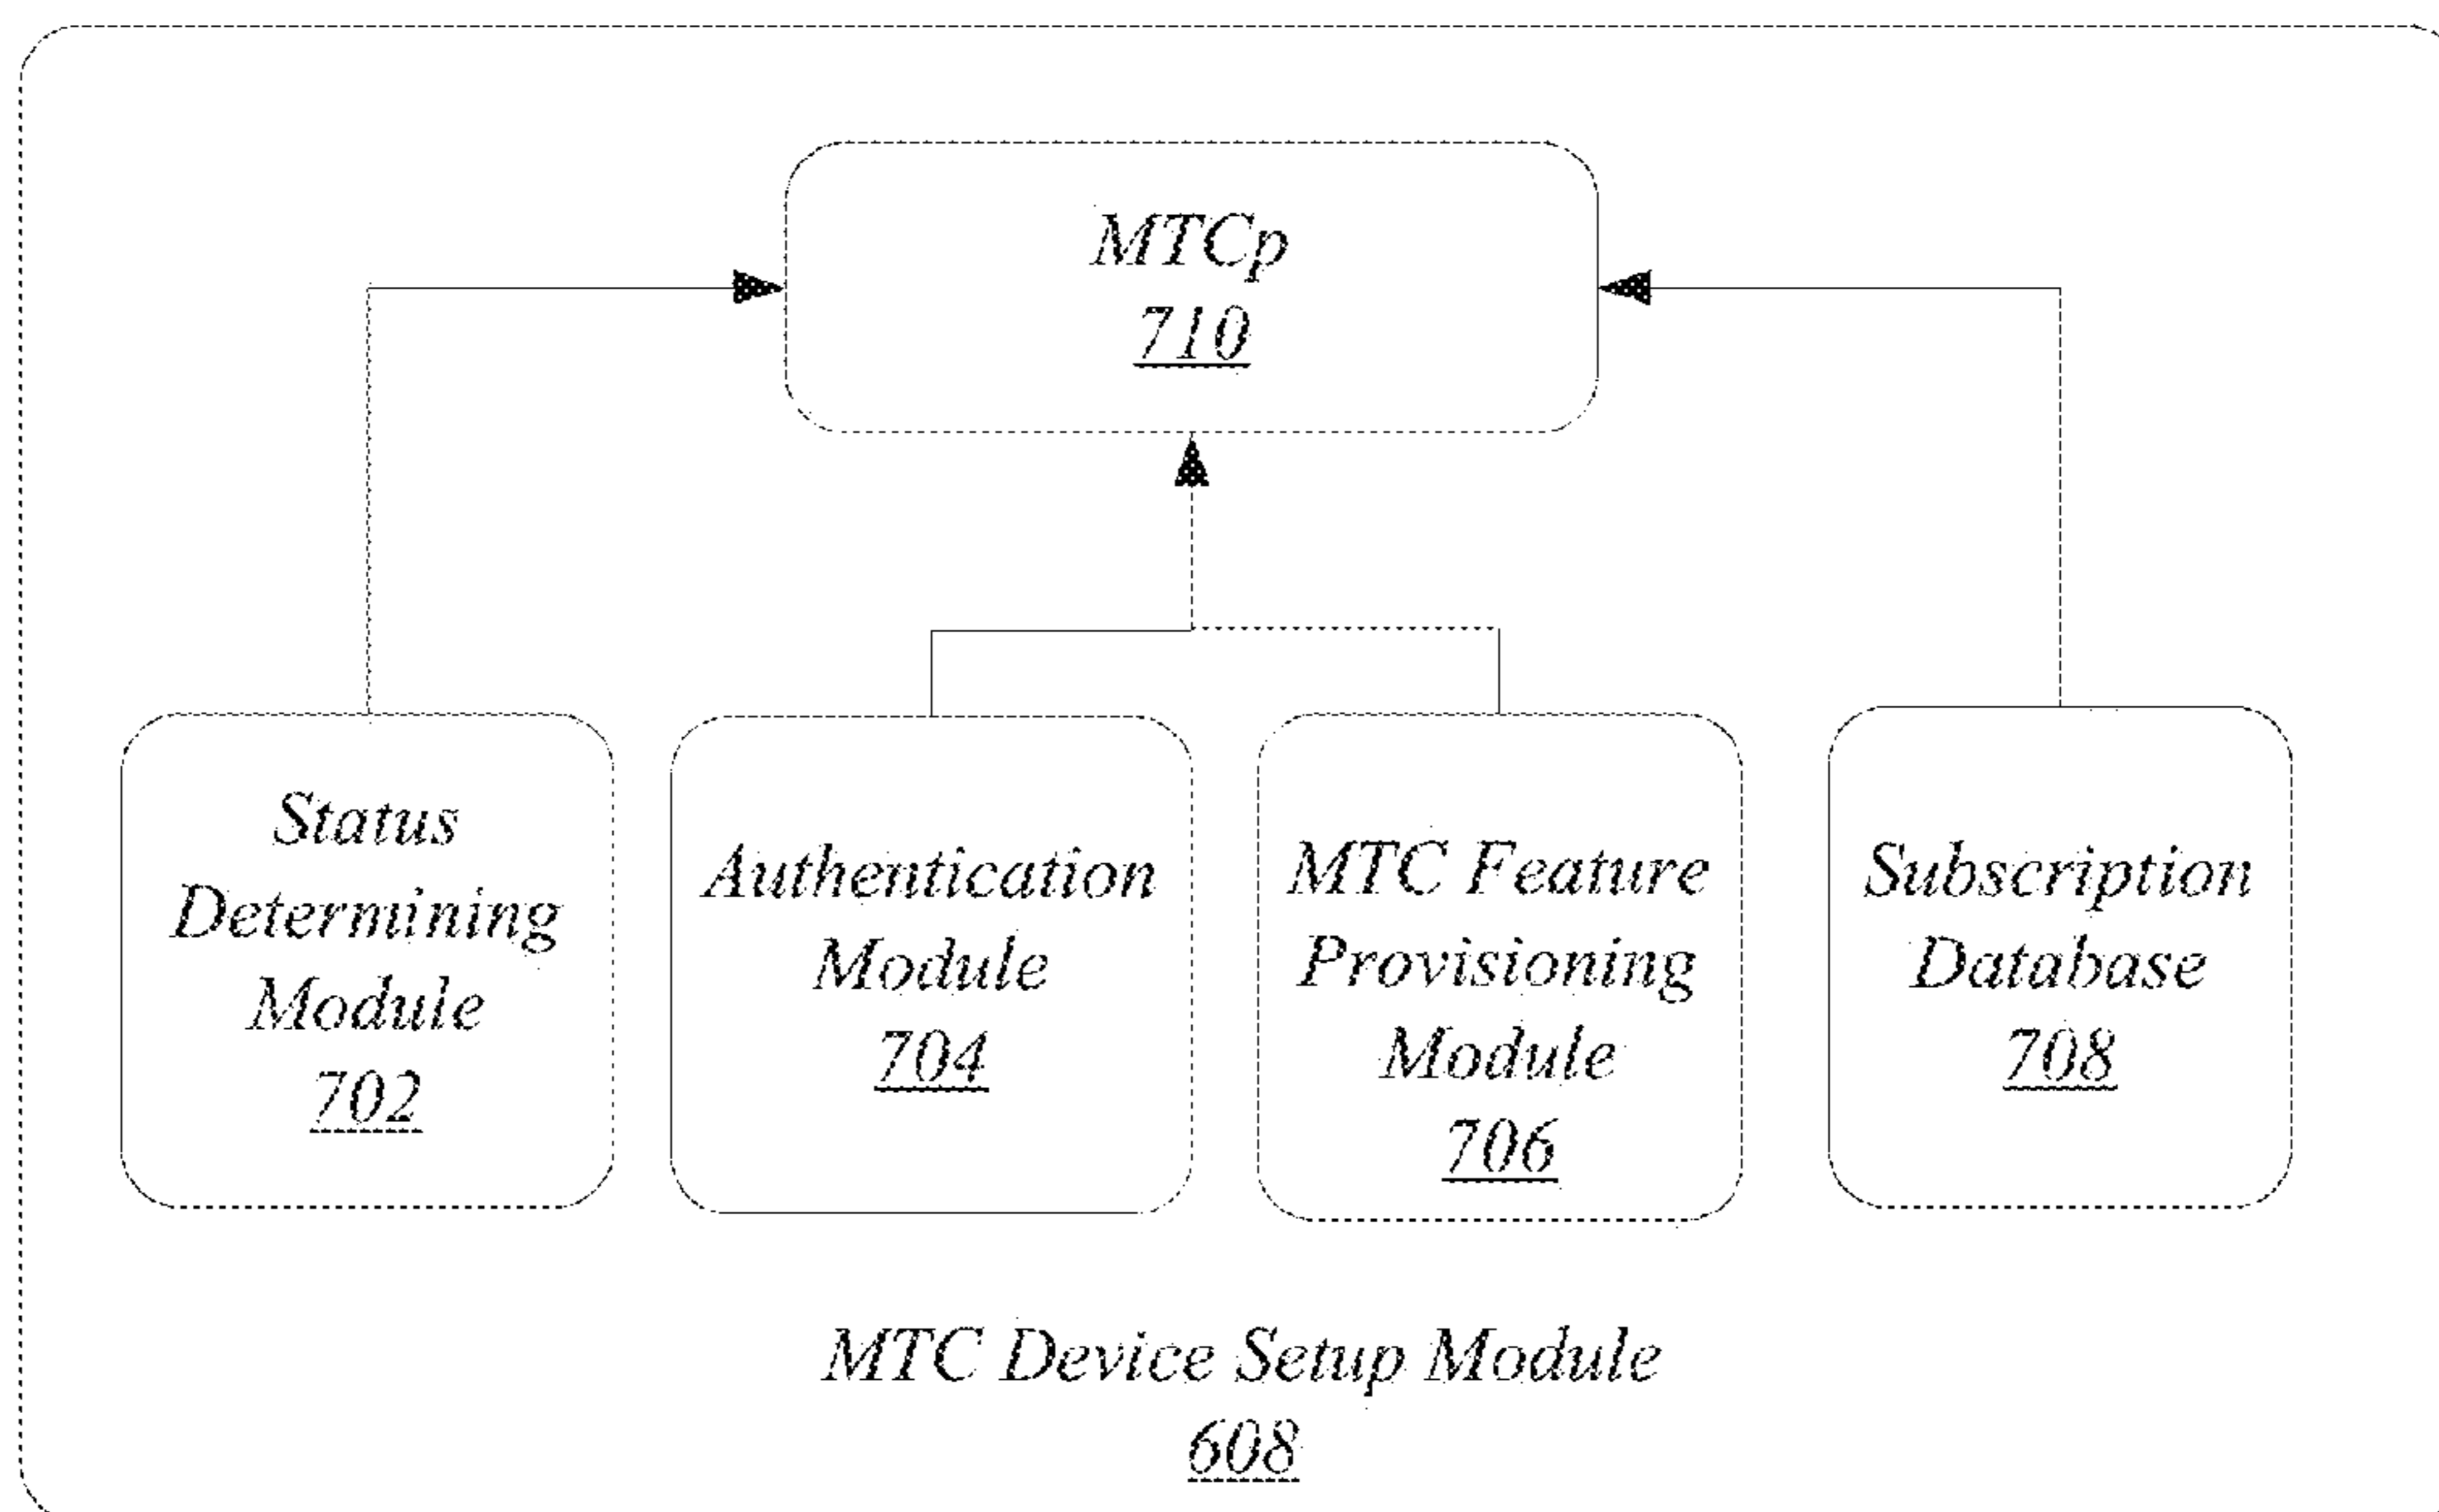 MTCp
710
Status
Determining
Module
702
Authentication
Module
704
MTC Feature
Provisioning
Module
706
Subscription
Database
708
MTC Device Setup Module
608